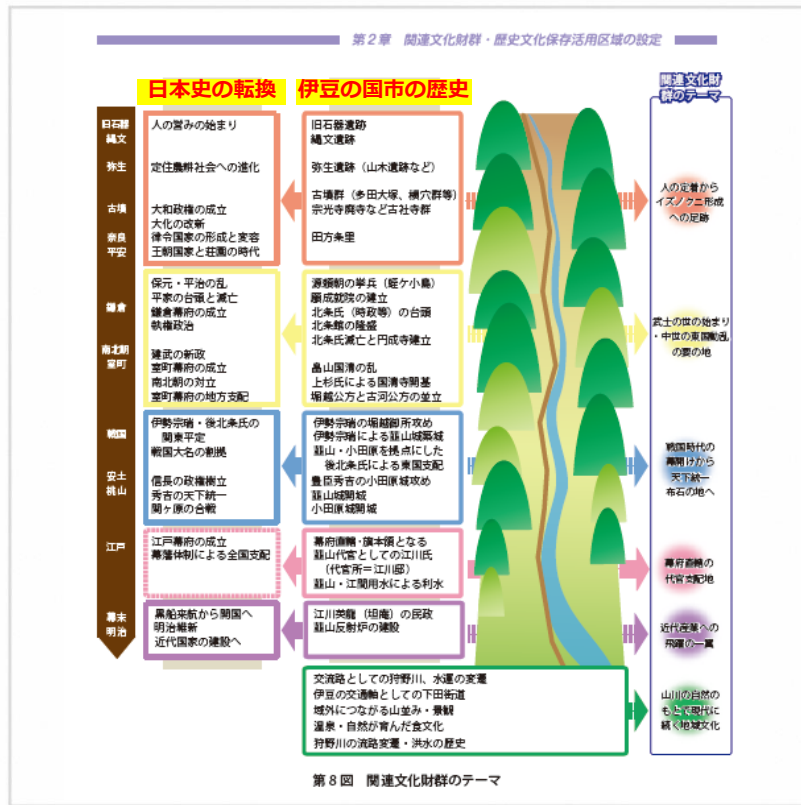 第2章 関連文化財群・歴史文化保存活用区域の設定
日本史の転換
伊豆の国市の歴史
関連文化財
群のテーマ
旧石器
縄文
弥生
古墳
奈良
平安
鎌倉
南北朝
室町
戦国
安土
桃山
江戸
幕末
明治
人の営みの始まり
定住農耕社会への進化
大和政権の成立
大化の改新
律令国家の形成と変容
王朝国家と荘園の時代
旧石器遺跡
縄文遺跡
弥生遺跡（山木遺跡など）
古墳群（多田大塚、横穴群等）
宗光寺廃寺など古社寺群
田方条里
人の定着から
イズノクニ形成
への足跡
保元・平治の乱
平家の台頭と滅亡
鎌倉幕府の成立
執権政治
建武の新政
室町幕府の成立
南北朝の対立
室町幕府の地方支配
源頼朝の挙兵（蛭ケ小島）
願成就院の建立
北条氏（時政等）の台頭
北条館の隆盛
北条氏滅亡と円成寺建立
畠山国清の乱
上杉氏による国清寺開基
堀越公方と古河公方の並立
武士の世の始まり
・中世の東国動乱
の要の地
伊勢宗瑞・後北条氏の
関東平定
戦国大名の割拠
信長の政権樹立
秀吉の天下統一
関ヶ原の合戦
伊勢宗瑞の堀越御所攻め
伊勢宗瑞による韮山城築城
韮山・小田原を拠点にした
後北条氏による東国支配
豊臣秀吉の小田原城攻め
韮山城開城
小田原城開城
戦国時代の
幕開けから
天下統一
布石の地へ
江戸幕府の成立
幕藩体制による全国支配
幕府直轄・旗本領となる
韮山代官としての江川氏
（代官所＝江川邸）
韮山・江間用水による利水
幕府直轄の
代官支配地
黒船来航から開国へ
明治維新
近代国家の建設へ
江川英龍（坦庵）の民政
韮山反射炉の建設
近代産業への
飛躍の一翼
交流路としての狩野川、水運の変遷
伊豆の交通軸としての下田街道
域外につながる山並み・景観
温泉・自然が育んだ食文化
狩野川の流路変遷・洪水の歴史
山川の自然の
もとで現代に
続く地域文化
第8図 関連文化財群のテーマ